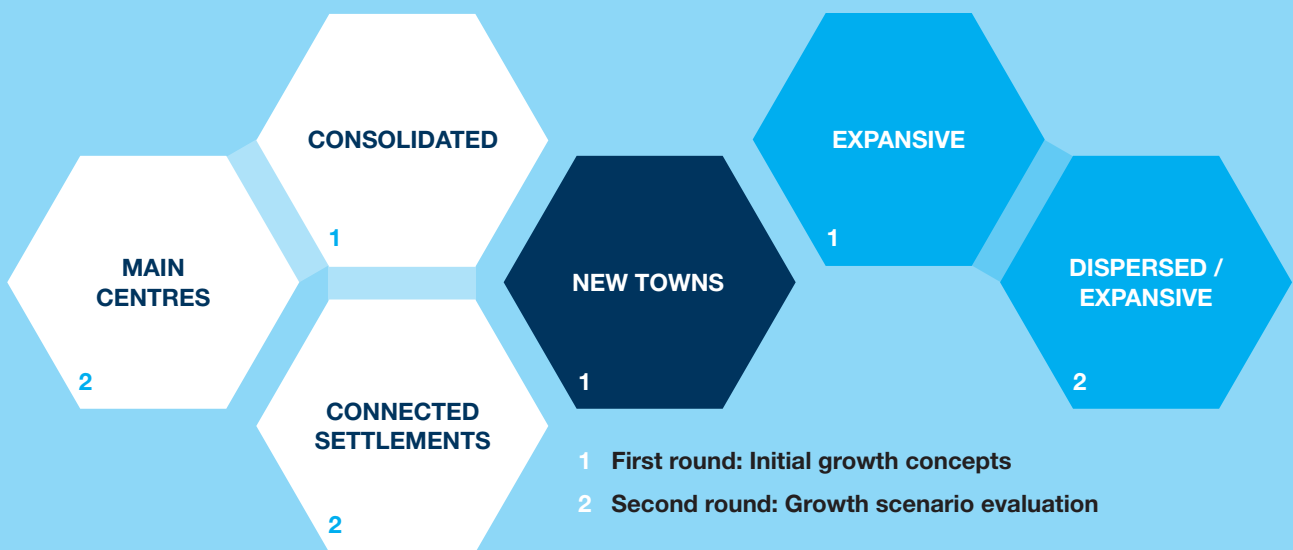 CONSOLIDATED
1
MAIN
CENTRES
2
CONNECTED
SETTLEMENTS
2
NEW TOWNS
1
EXPANSIVE
1
DISPERSED /
EXPANSIVE
2
1 First round: Initial growth concepts
2 Second round: Growth scenario evaluation